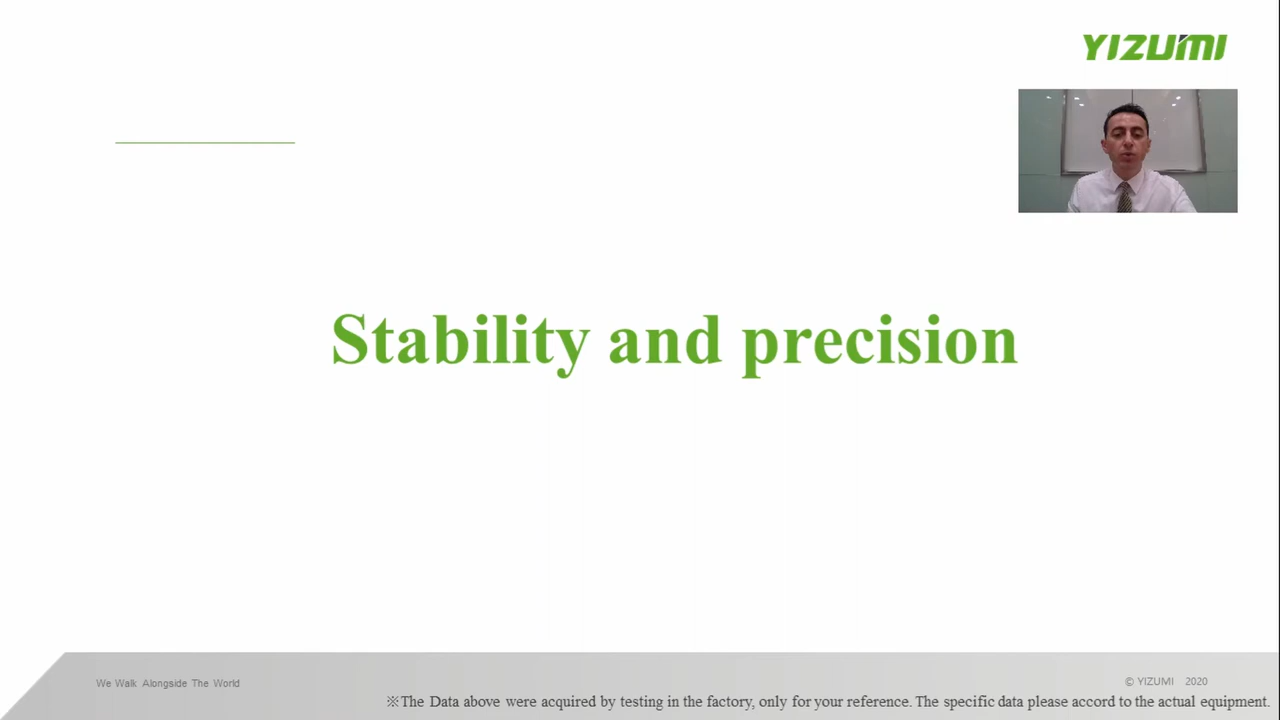 YIZUMI
Stability and precision
We Walk Alongside The World
© YIZUMI 2020
※The Data above were acquired by testing in the factory, only for your reference. The specific data please accord to the actual equipment.